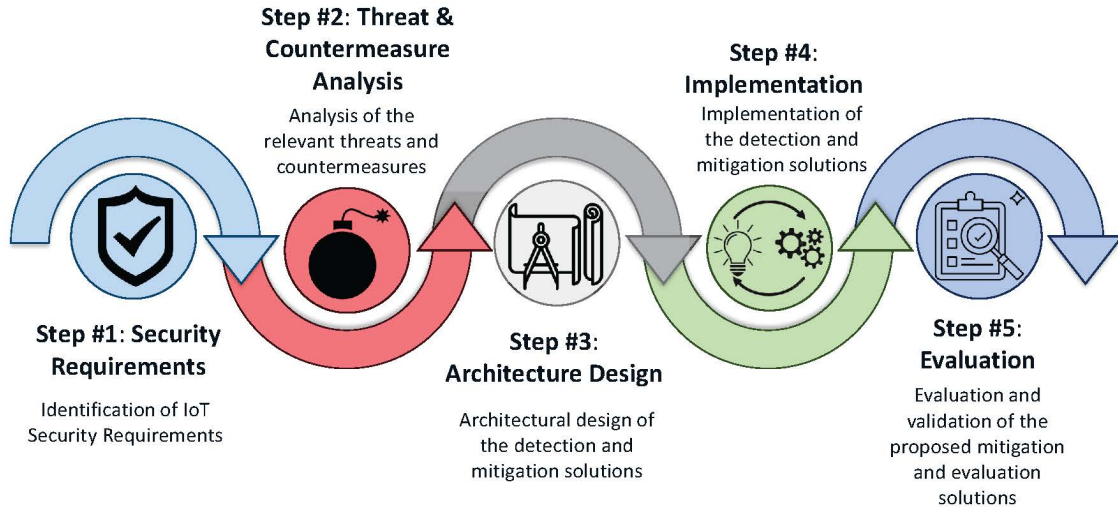 Step #1: Security
Requirements
Identification of IoT
Security Requirements
Step #2: Threat &
Countermeasure
Analysis
Analysis of the
relevant threats and
countermeasures
Step #3:
Architecture Design
Architectural design of
the detection and
mitigation solutions
Step #4:
Implementation
Implementation of
the detection and
mitigation solutions
Step #5:
Evaluation
Evaluation and
validation of the
proposed mitigation
and evaluation
solutions